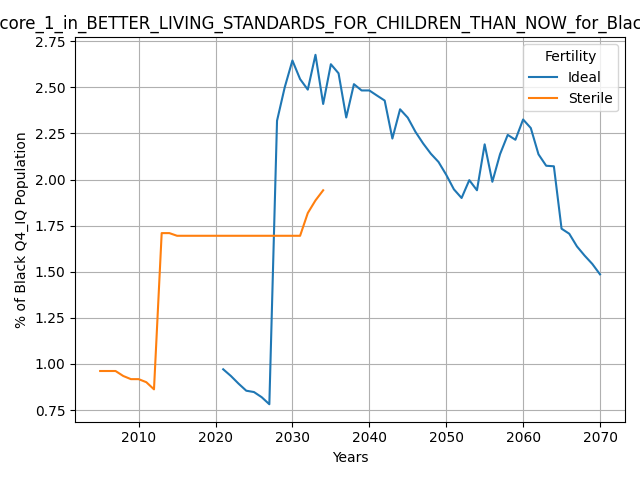 core_1_in_BETTER_LIVING_STANDARDS_FOR_CHILDREN_THAN_NOW_for_Blac
2.75
2.50
2.25
2.00
1.75
1.50
1.25
1.00
0.75
% of Black Q4_IQ Population
Fertility
Ideal
Sterile
2010
2020
2030
2040
2050
2060
2070
Years